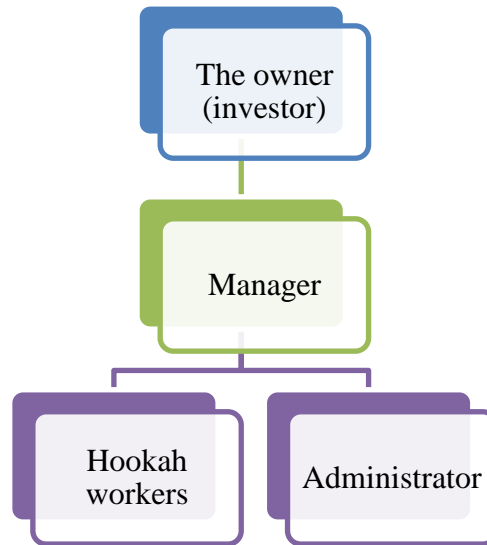 The owner
(investor)
Manager
Hookah
workers
Administrator